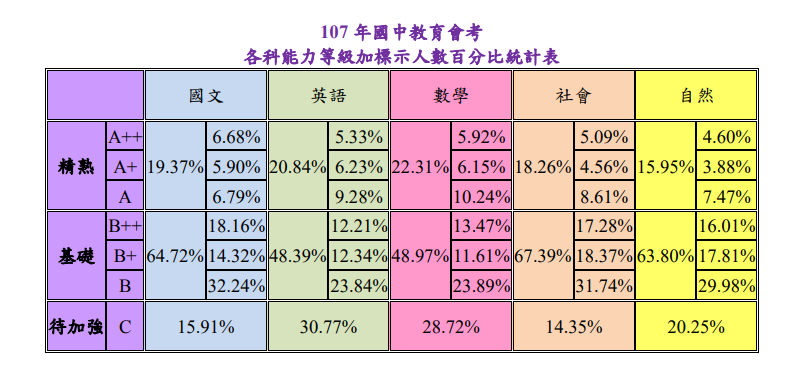 107 年國中教育會考
各科能力等級加標示人數百分比統計表
國文 英語 數學 社會 自然
精熟 A++ 19.37% 6.68% 20.84% 5.33% 22.31% 5.92% 18.26% 5.09% 15.95% 4.60%
A+ 5.90% 6.23% 6.15% 4.56% 3.88%
A 6.79% 9.28% 10.24% 8.61% 7.47%
基礎 B++ 64.72% 18.16% 48.39% 12.21% 48.97% 13.47% 67.39% 17.28% 63.80% 16.01%
B+ 14.32% 12.34% 11.61% 18.37% 17.81%
B 32.24% 23.84% 23.89% 31.74% 29.98%
待加強 C 15.91% 30.77% 28.72% 14.35% 20.25%